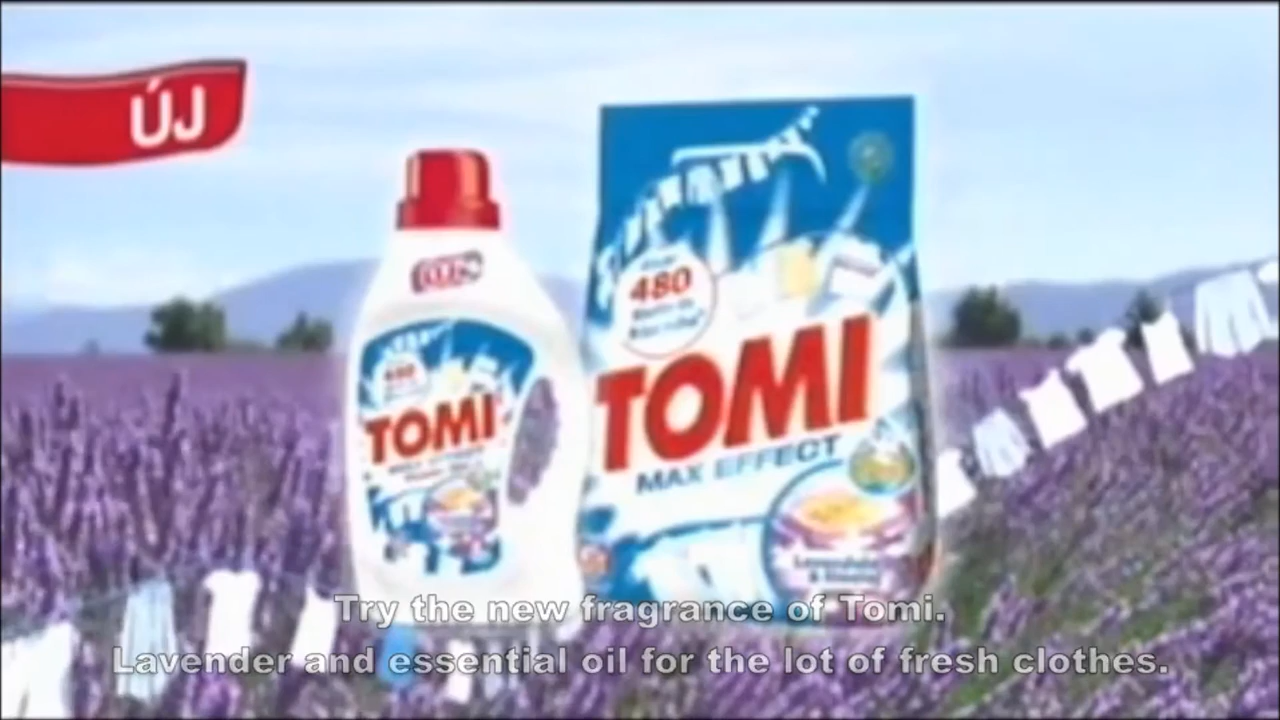 ÚJ
480
TOMI
MAX EFFECT
TOMI
Try the new fragrance of Tomi.
Lavender and essential oil for the lot of fresh clothes.